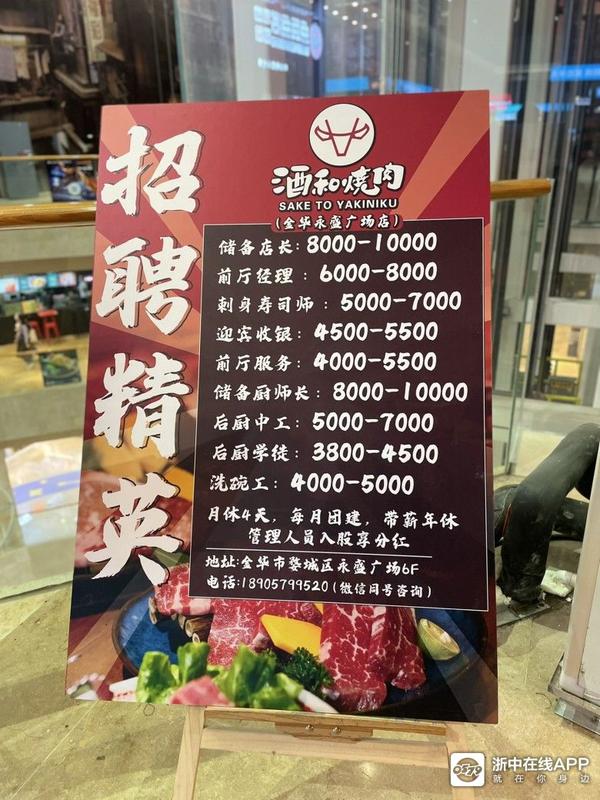 招聘精英
酒和燒肉
SAKE TO YAKINIKU
(金华永盛广场店)
储备店长:8000-10000
前厅经理:6000-8000
刺身寿司师:5000-7000
迎宾收银:4500-5500
前厅服务:4000-5500
储备厨师长:8000-10000
后厨中工:5000-7000
后厨学徒:3800-4500
洗碗工:4000-5000
月休4天,每月团建,带薪年休
管理人员入股享分红
地址:金华市婺城区永盛广场6F
电话:18905799520(微信同号咨询)
浙中在线APP
就在你身边